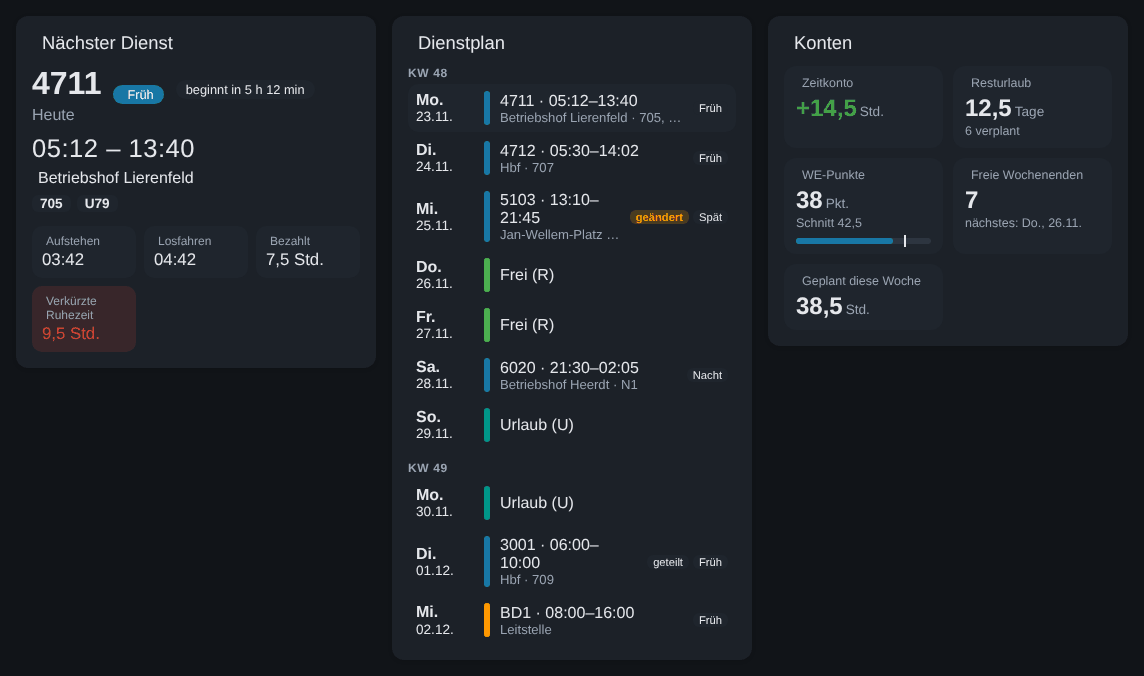 Nächster Dienst
4711 Früh beginnt in 5 h 12 min
Heute
05:12 – 13:40
Betriebshof Lierenfeld
705 U79
Aufstehen
03:42
Losfahren
04:42
Bezahlt
7,5 Std.
Verkürzte
Ruhezeit
9,5 Std.
Dienstplan
KW 48
Mo.
23.11.
4711 · 05:12–13:40
Betriebshof Lierenfeld · 705, …
Früh
Di.
24.11.
4712 · 05:30–14:02
Hbf · 707
Früh
Mi.
25.11.
5103 · 13:10–
21:45
Jan-Wellem-Platz …
geändert Spät
Do.
26.11.
Frei (R)
Fr.
27.11.
Frei (R)
Sa.
28.11.
6020 · 21:30–02:05
Betriebshof Heerdt · N1
Nacht
So.
29.11.
Urlaub (U)
KW 49
Mo.
30.11.
Urlaub (U)
Di.
01.12.
3001 · 06:00–
10:00
Hbf · 709
geteilt Früh
Mi.
02.12.
BD1 · 08:00–16:00
Leitstelle
Früh
Konten
Zeitkonto
+14,5 Std.
Resturlaub
12,5 Tage
6 verplant
WE-Punkte
38 Pkt.
Schnitt 42,5
Freie Wochenenden
7
nächstes: Do., 26.11.
Geplant diese Woche
38,5 Std.